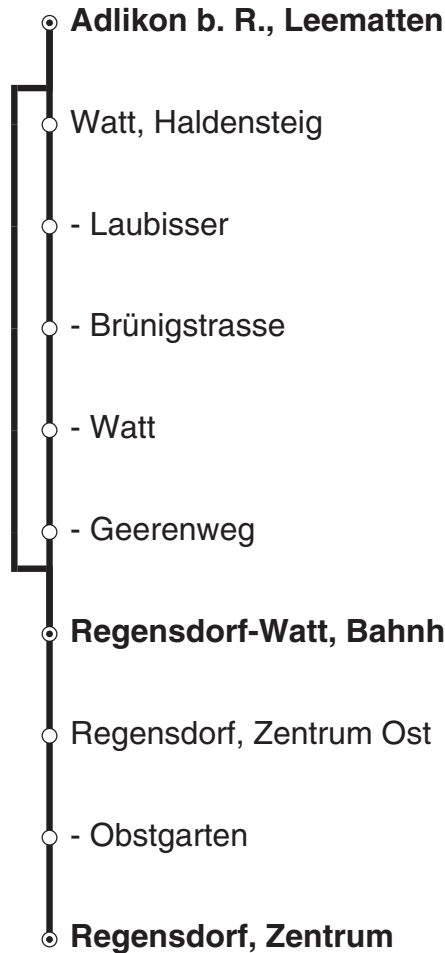 Adlikon b. R., Leematten
Watt, Haldensteig
- Laubisser
- Brünigstrasse
- Watt
- Geerenweg
Regensdorf-Watt, Bahnh
Regensdorf, Zentrum Ost
- Obstgarten
Regensdorf, Zentrum